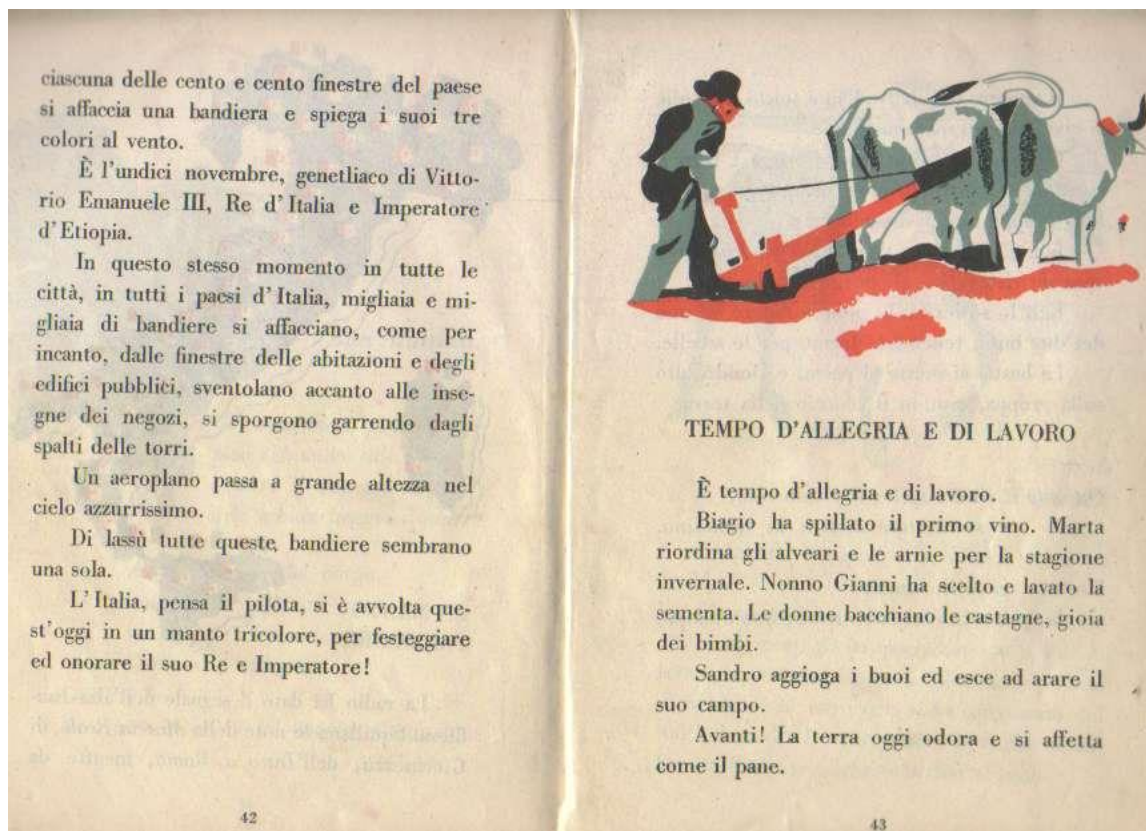 ciascuna delle cento e cento finestre del paese
si affaccia una bandiera e spiega i suoi tre
colori al vento.
È l'undici novembre, genetliaco di Vitto-
rio Emanuele III, Re d'Italia e Imperatore
d'Etiopia.
In questo stesso momento in tutte le
città, in tutti i paesi d'Italia, migliaia e mi-
gliaia di bandiere si affacciano, come per
incanto, dalle finestre delle abitazioni e degli
edifici pubblici, sventolano accanto alle inse-
gne dei negozi, si sporgono garrendo dagli
spalti delle torri.
Un aeroplano passa a grande altezza nel
cielo azzurrissimo.
Di lassù tutte queste, bandiere sembrano
una sola.
L'Italia, pensa il pilota, si è avvolta que-
st'oggi in un manto tricolore, per festeggiare
ed onorare il suo Re e Imperatore!
42
TEMPO D'ALLEGRIA E DI LAVORO
È tempo d'allegria e di lavoro.
Biagio ha spillato il primo vino. Marta
riordina gli alveari e le arnie per la stagione
invernale. Nonno Gianni ha scelto e lavato la
sementa. Le donne bacchiano le castagne, gioia
dei bimbi.
Sandro aggioga i buoi ed esce ad arare il
suo campo.
Avanti! La terra oggi odora e si affetta
come il pane.
43